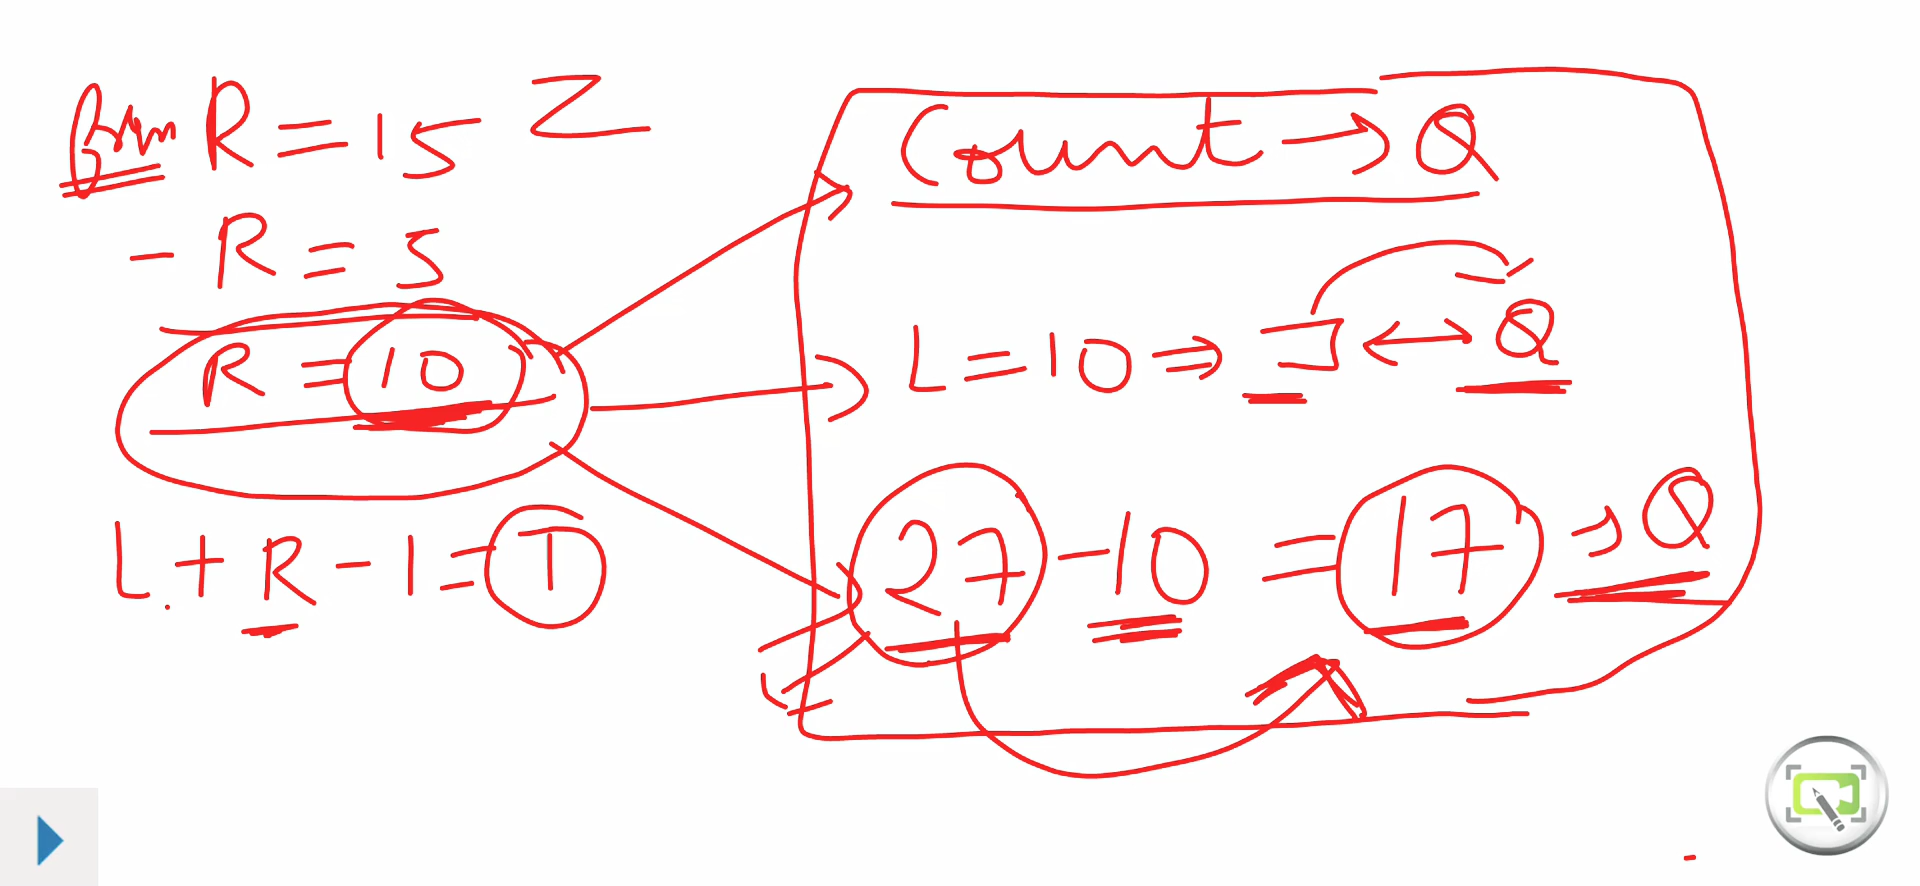 R = 15 Z
- R = 5
R = 10
L + R - 1 = T
Count → Q
L = 10 ⇒ J ↔ Q
27 - 10 = 17 → Q